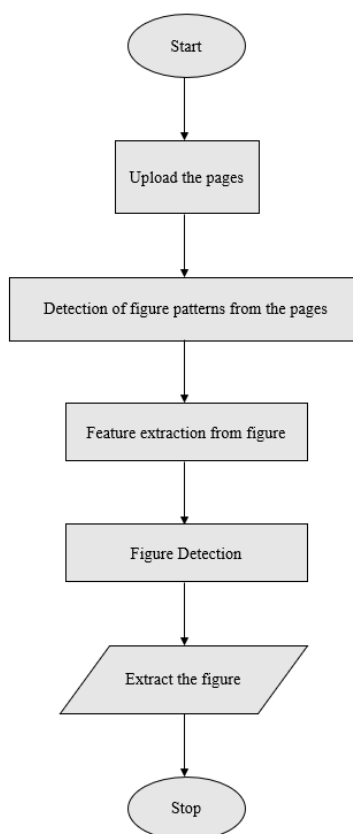 Start
Upload the pages
Detection of figure patterns from the pages
Feature extraction from figure
Figure Detection
Extract the figure
Stop